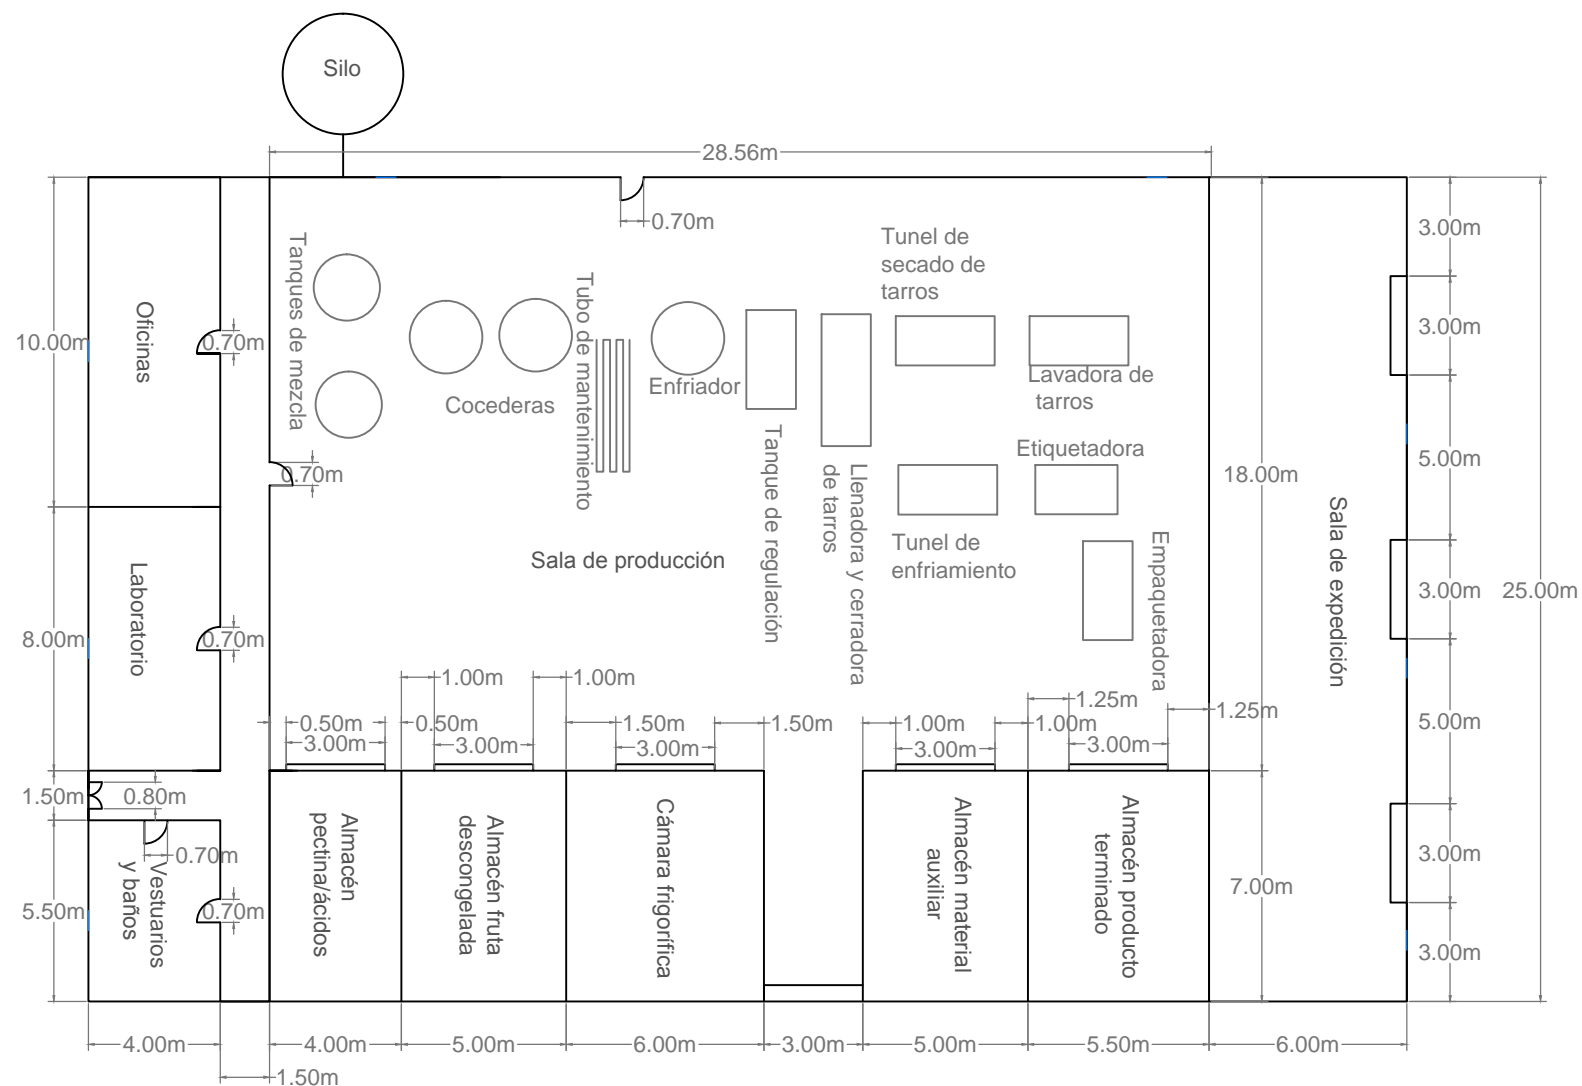 Silo
28.56m
0.70m
3.00m
Tunel de
secado de
tarros
Tanques de mezcla
Tubo de mantenimiento
Oficinas
10.00m
0.70m
3.00m
25.00m
Enfriador
Lavadora de
tarros
Cocederas
Etiquetadora
0.70m
18.00m
5.00m
Tanque de regulación
Llenadora y cerradora
de tarros
Sala de expedición
Sala de producción
Tunel de
enfriamiento
Empaquetadora
3.00m
Laboratorio
8.00m
0.70m
1.00m
1.00m
1.25m
1.25m
0.50m
0.50m
1.50m
1.50m
1.00m
1.00m
3.00m
3.00m
3.00m
3.00m
3.00m
5.00m
1.50m
0.80m
0.70m
Vestuarios
y baños
5.50m
0.70m
Almacén
pectina/ácidos
Almacén fruta
descongelada
Cámara frigorífica
Almacén material
auxiliar
Almacén producto
terminado
7.00m
3.00m
3.00m
4.00m
4.00m
5.00m
6.00m
3.00m
5.00m
5.50m
6.00m
1.50m